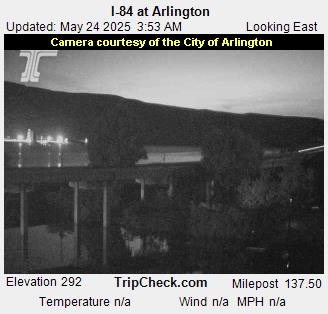 I-84 at Arlington
Updated: May 24 2025 3:53 AM Looking East
Camera courtesy of the City of Arlington
Elevation 292 TripCheck.com Milepost 137.50
Temperature n/a Wind n/a MPH n/a